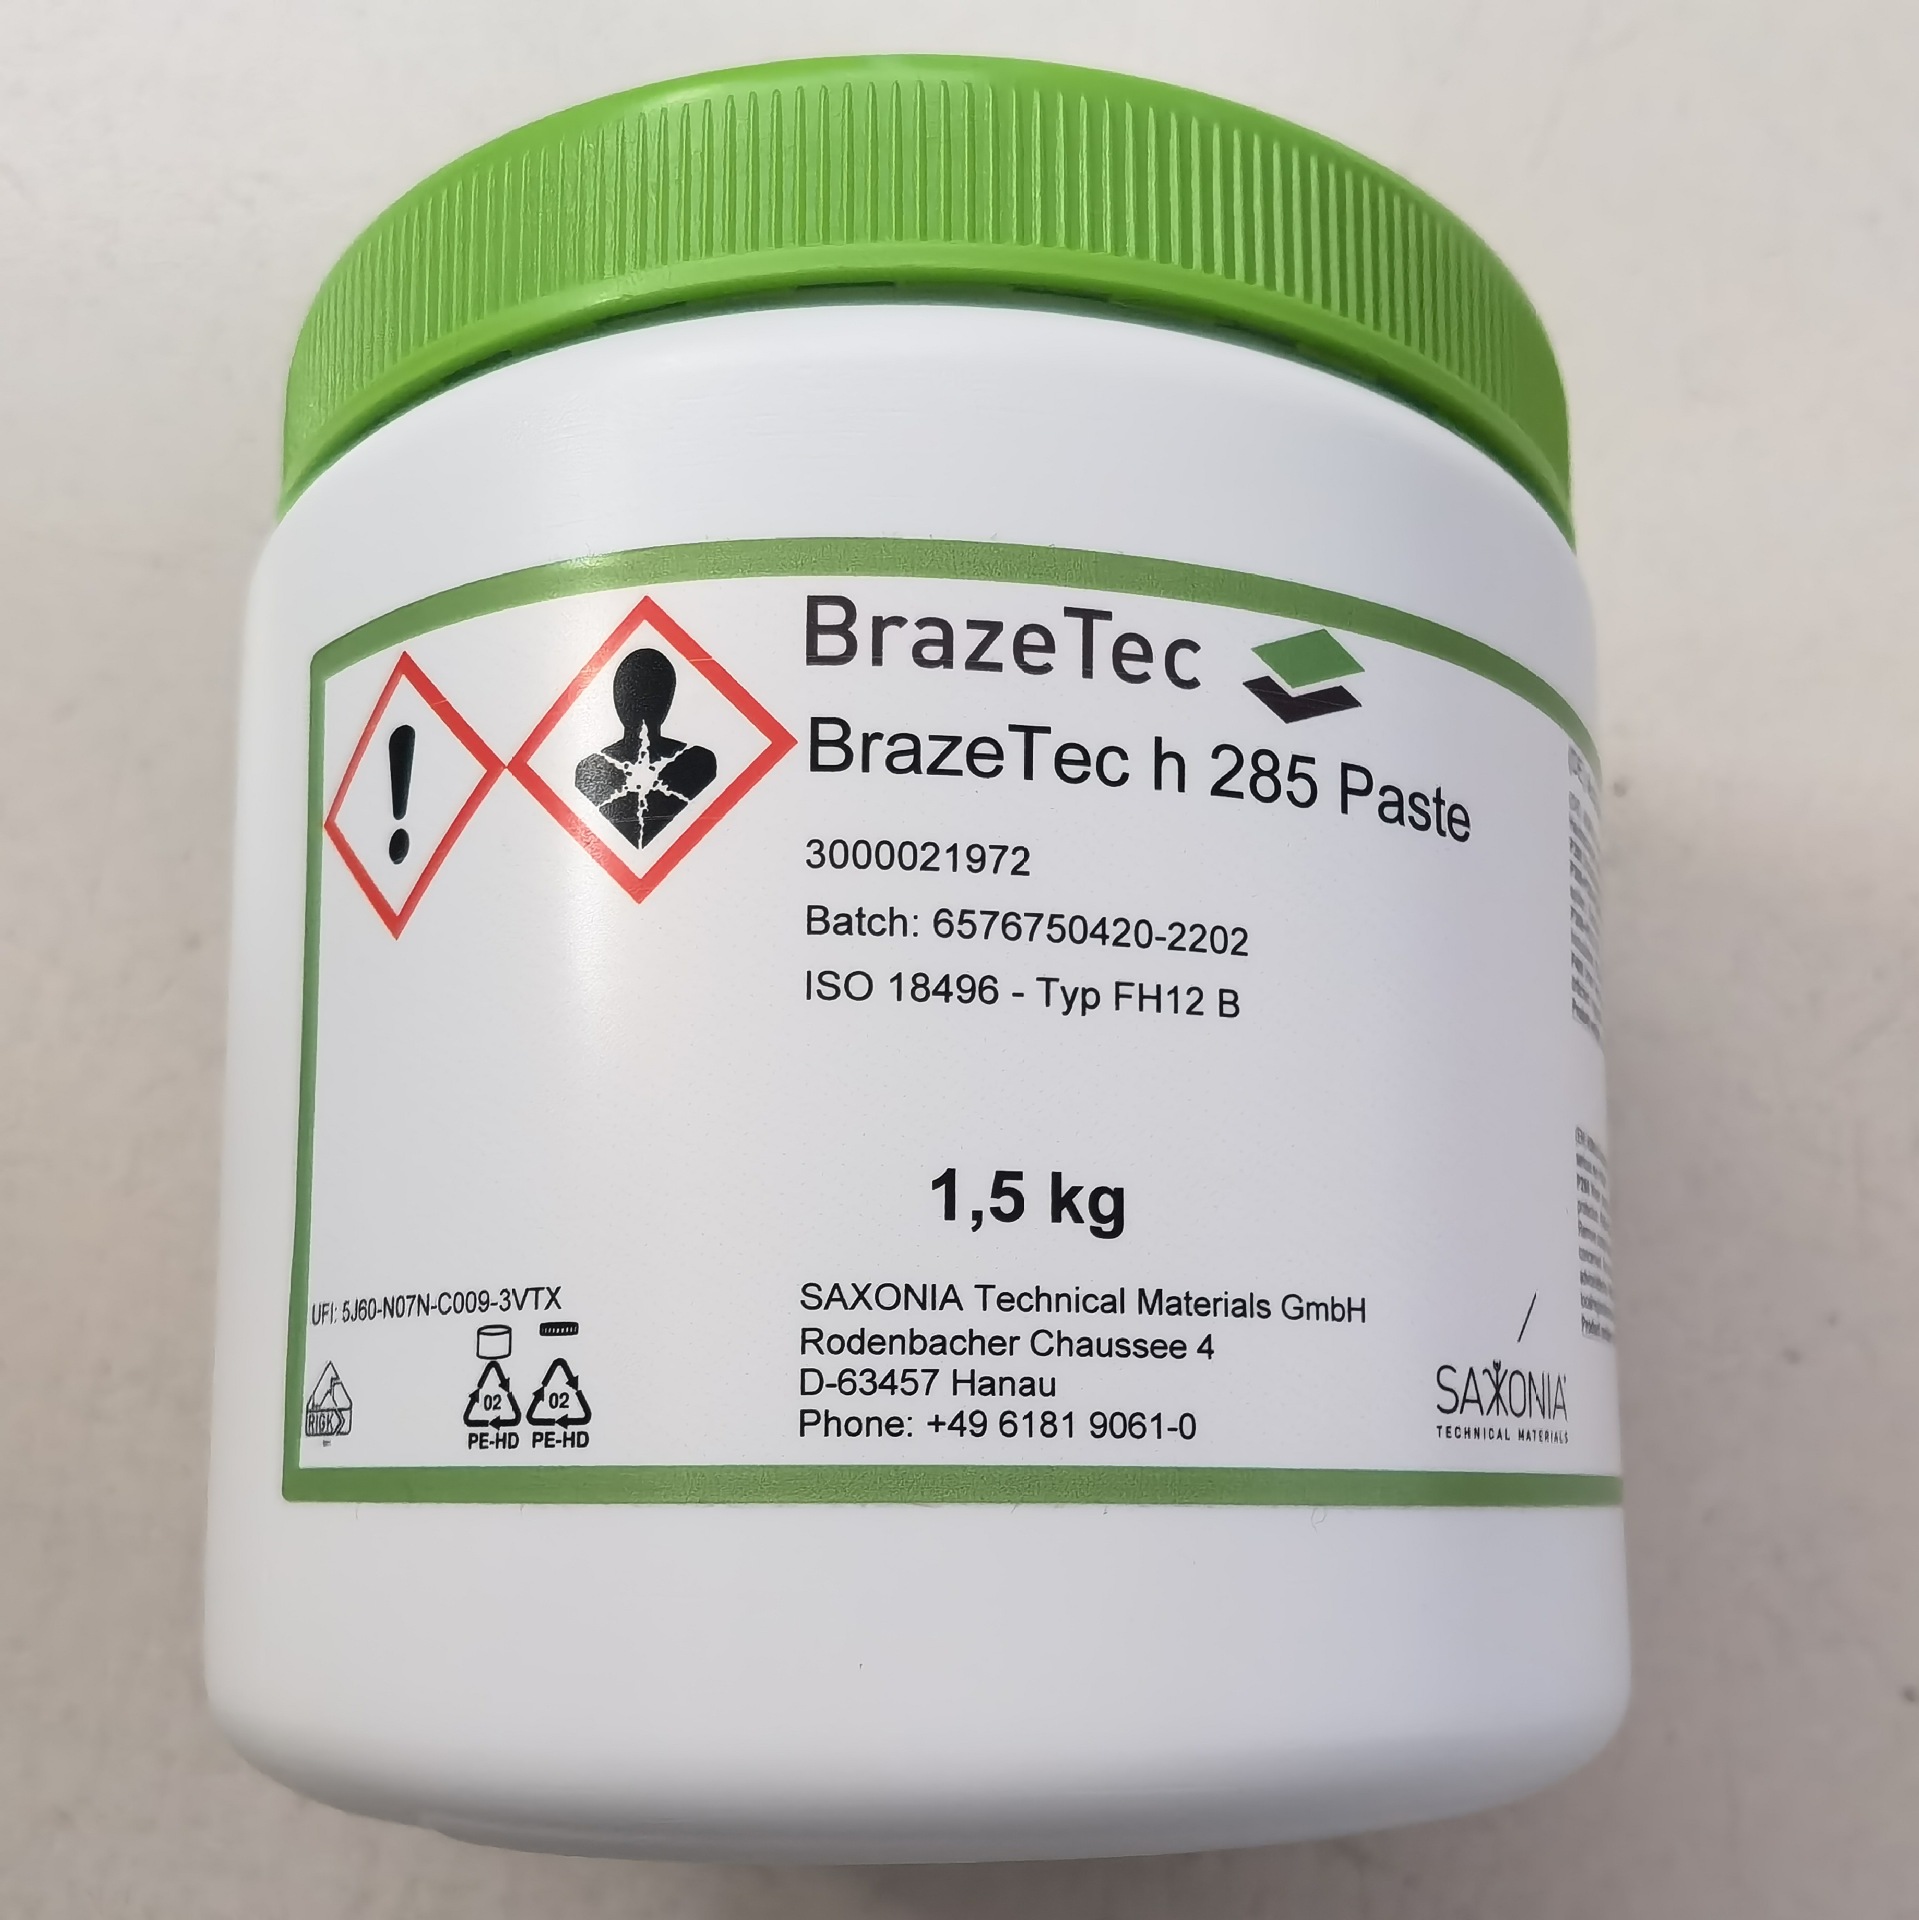 BrazeTec
BrazeTec h 285 Paste
3000021972
Batch: 6576750420-2202
ISO 18496 - Typ FH12 B
1,5 kg
UFI: 5J60-N07N-C009-3VTX
SAXONIA Technical Materials GmbH
Rodenbacher Chaussee 4
D-63457 Hanau
Phone: +49 6181 9061-0
RIGK
02 02
PE-HD PE-HD
SAXONIA
TECHNICAL MATERIALS